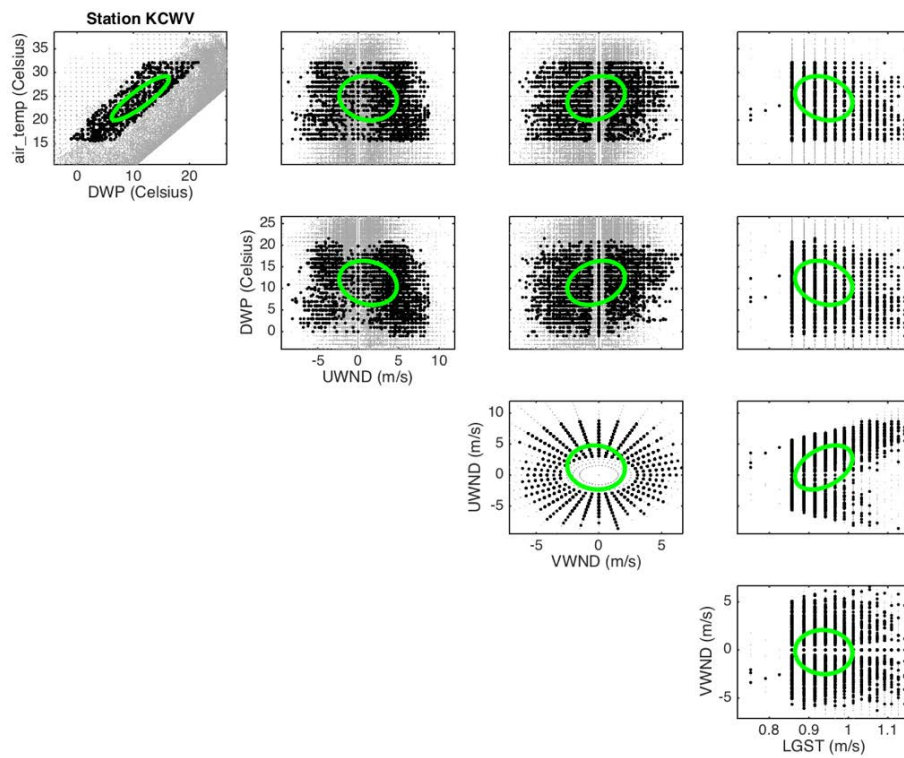 Station KCWV
air_temp (Celsius)
35
30
25
20
15
0 10 20
DWP (Celsius)
DWP (Celsius)
25
20
15
10
5
0
-5 0 5 10
UWND (m/s)
UWND (m/s)
10
5
0
-5
-5 0 5
VWND (m/s)
VWND (m/s)
5
0
-5
0.8 0.9 1 1.1
LGST (m/s)